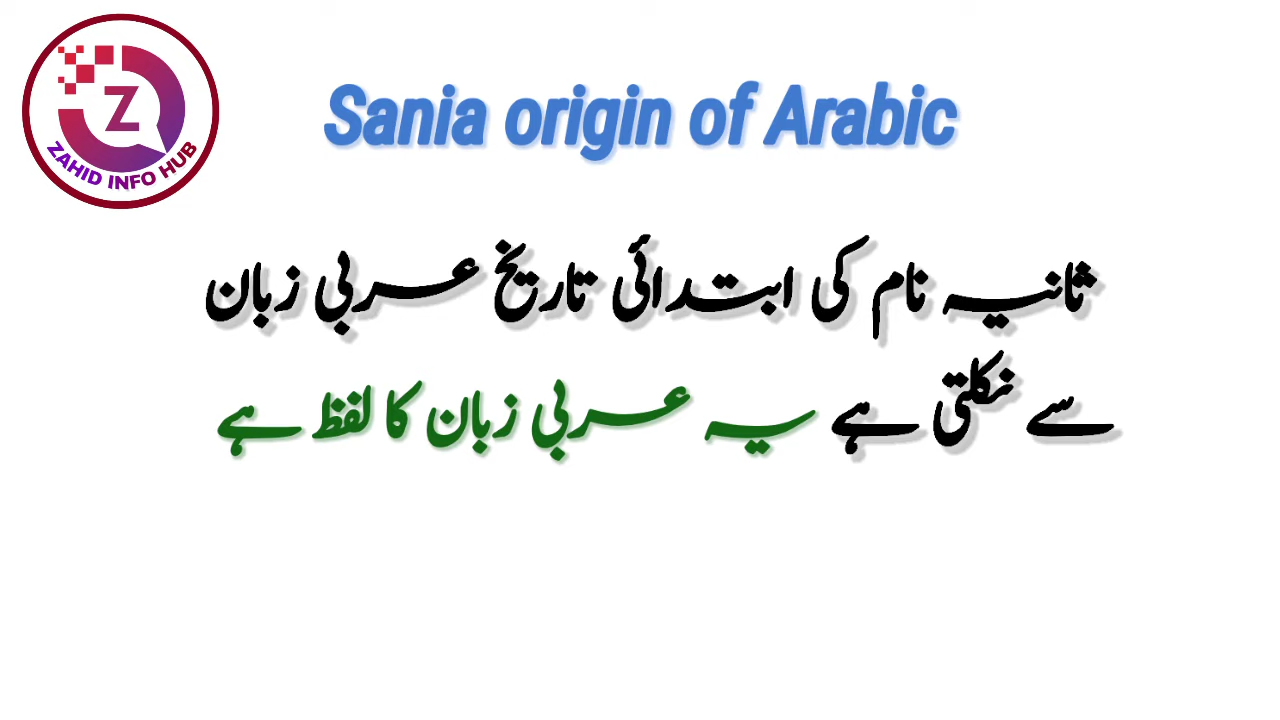 Z
ZAHID INFO HUB
Sania origin of Arabic
ثانیہ نام کی ابتدائی تاریخ عربی زبان
سے نکلتی ہے یہ عربی زبان کا لفظ ہے